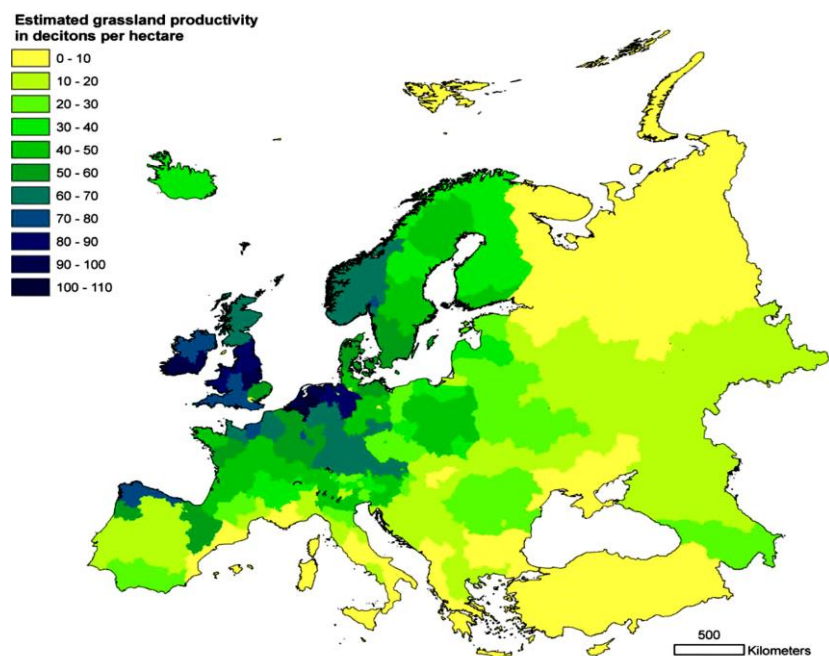 Estimated grassland productivity
in decitons per hectare
0 - 10
10 - 20
20 - 30
30 - 40
40 - 50
50 - 60
60 - 70
70 - 80
80 - 90
90 - 100
100 - 110
500
Kilometers